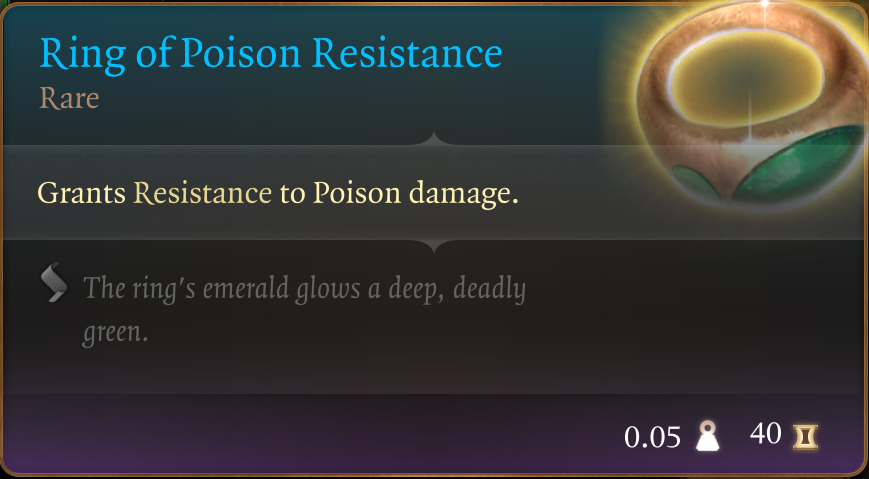 Ring of Poison Resistance
Rare
Grants Resistance to Poison damage.
The ring's emerald glows a deep, deadly
green.
0.05 40